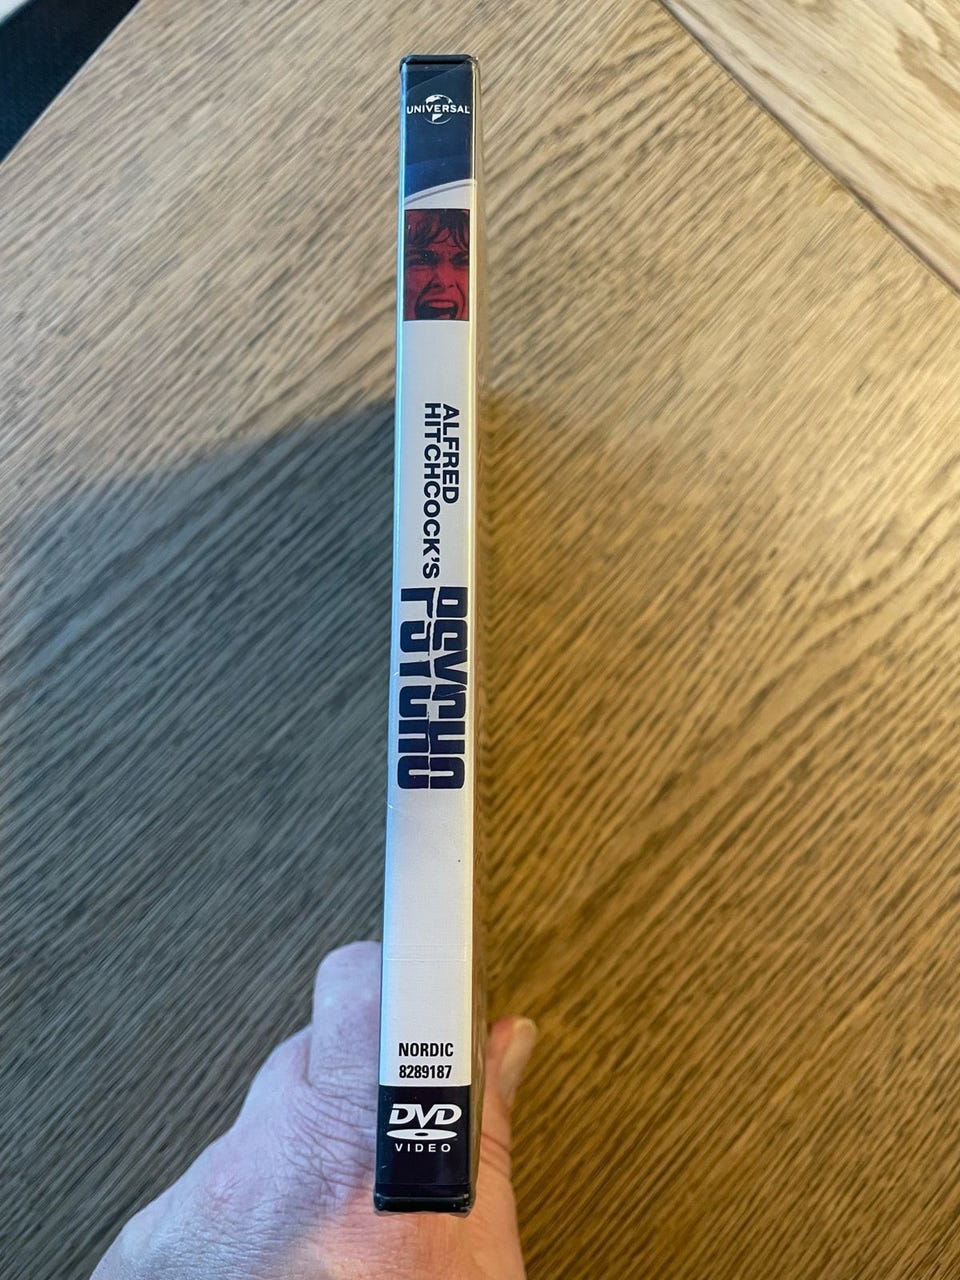 UNIVERSAL
ALFRED
HITCHCOCK'S
PSYCHO
NORDIC
8289187
DVD
VIDEO